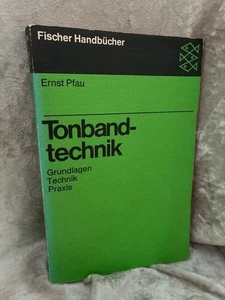 Fischer Handbücher
Ernst Pfau
Tonband-
technik
Grundlagen
Technik
Praxis